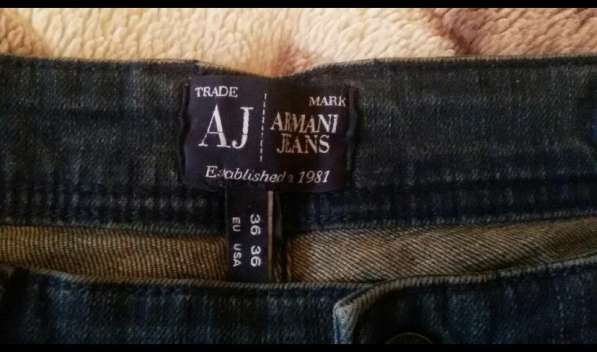 TRADE MARK
AJ ARMANI JEANS
Established 1981
36 36
EU USA